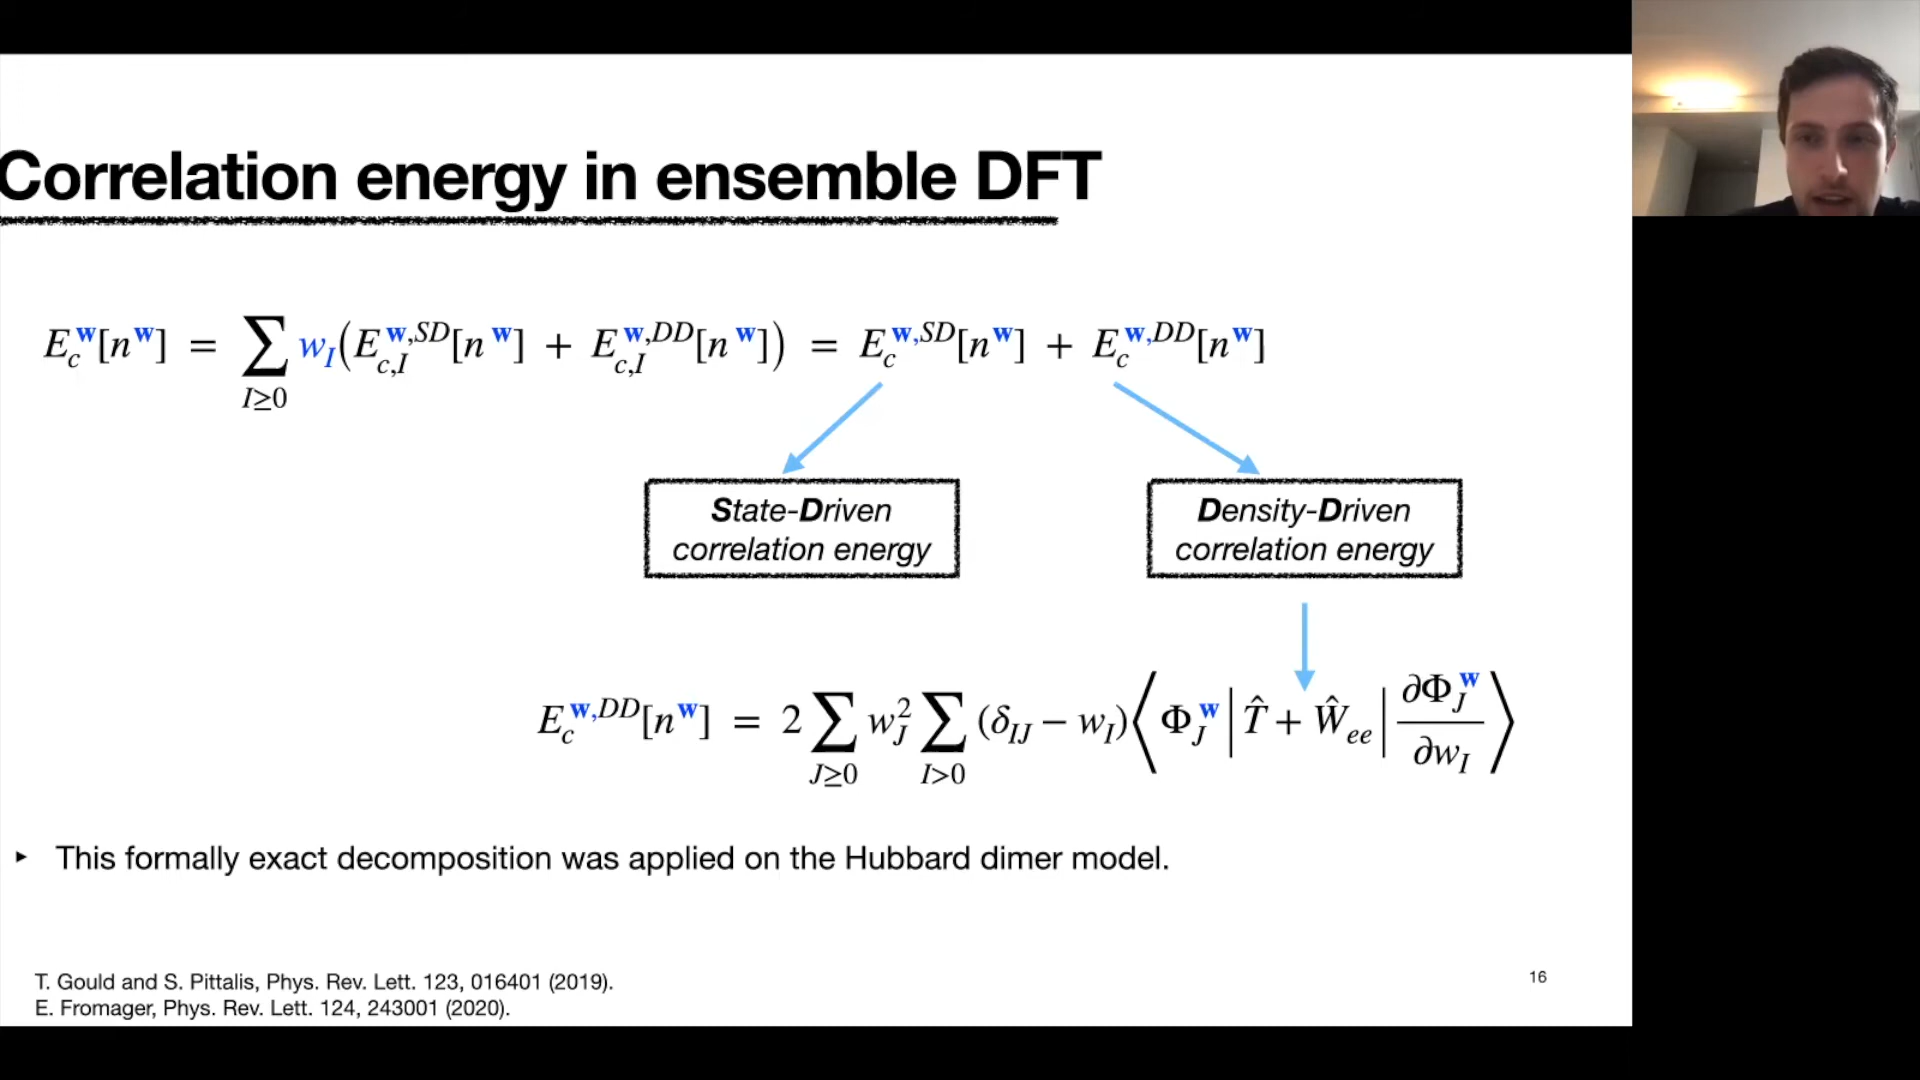 Correlation energy in ensemble DFT
E_c^w[n^w] = ∑_{I≥0} w_I(E_{c,I}^{w,SD}[n^w] + E_{c,I}^{w,DD}[n^w]) = E_c^{w,SD}[n^w] + E_c^{w,DD}[n^w]
State-Driven
correlation energy
Density-Driven
correlation energy
E_c^{w,DD}[n^w] = 2∑_{J≥0} w_J^2 ∑_{I>0} (δ_{IJ} − w_I)⟨Φ_J^w|T̂ + Ŵ_{ee}|∂Φ_J^w/∂w_I⟩
‣ This formally exact decomposition was applied on the Hubbard dimer model.
T. Gould and S. Pittalis, Phys. Rev. Lett. 123, 016401 (2019).
E. Fromager, Phys. Rev. Lett. 124, 243001 (2020).
16